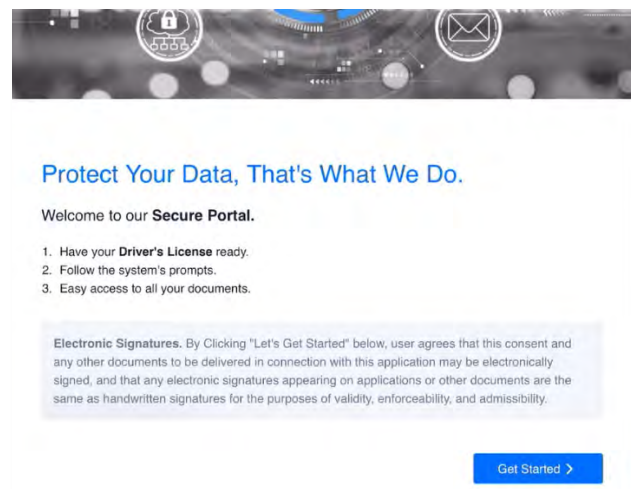 Protect Your Data, That's What We Do.
Welcome to our Secure Portal.
1. Have your Driver's License ready.
2. Follow the system's prompts.
3. Easy access to all your documents.
Electronic Signatures. By Clicking "Let's Get Started" below, user agrees that this consent and
any other documents to be delivered in connection with this application may be electronically
signed, and that any electronic signatures appearing on applications or other documents are the
same as handwritten signatures for the purposes of validity, enforceability, and admissibility.
Get Started